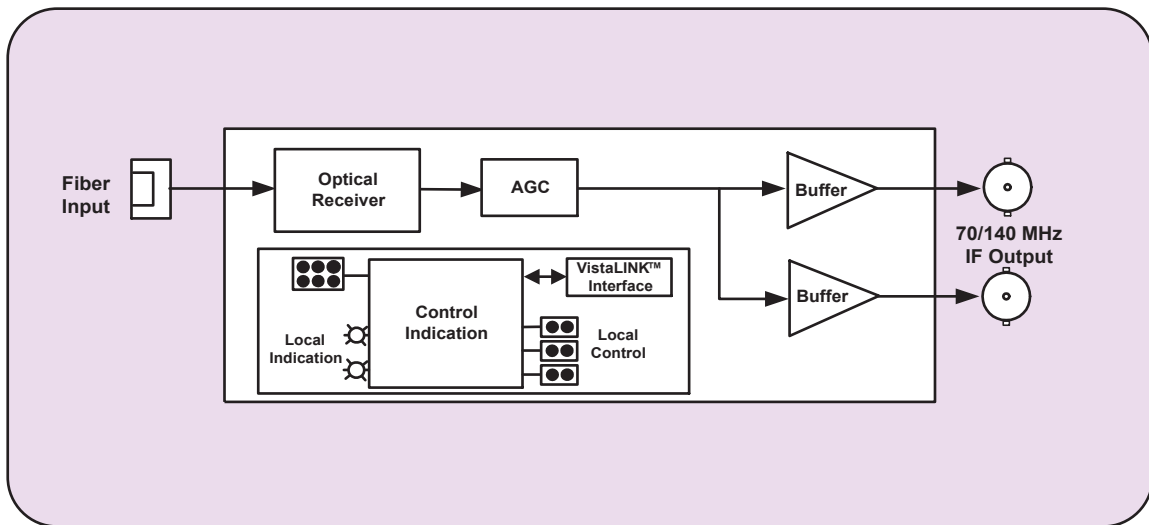 Fiber
Input
Optical
Receiver
AGC
Buffer
70/140 MHz
IF Output
Buffer
VistaLINK™
Interface
Control
Indication
Local
Indication
Local
Control